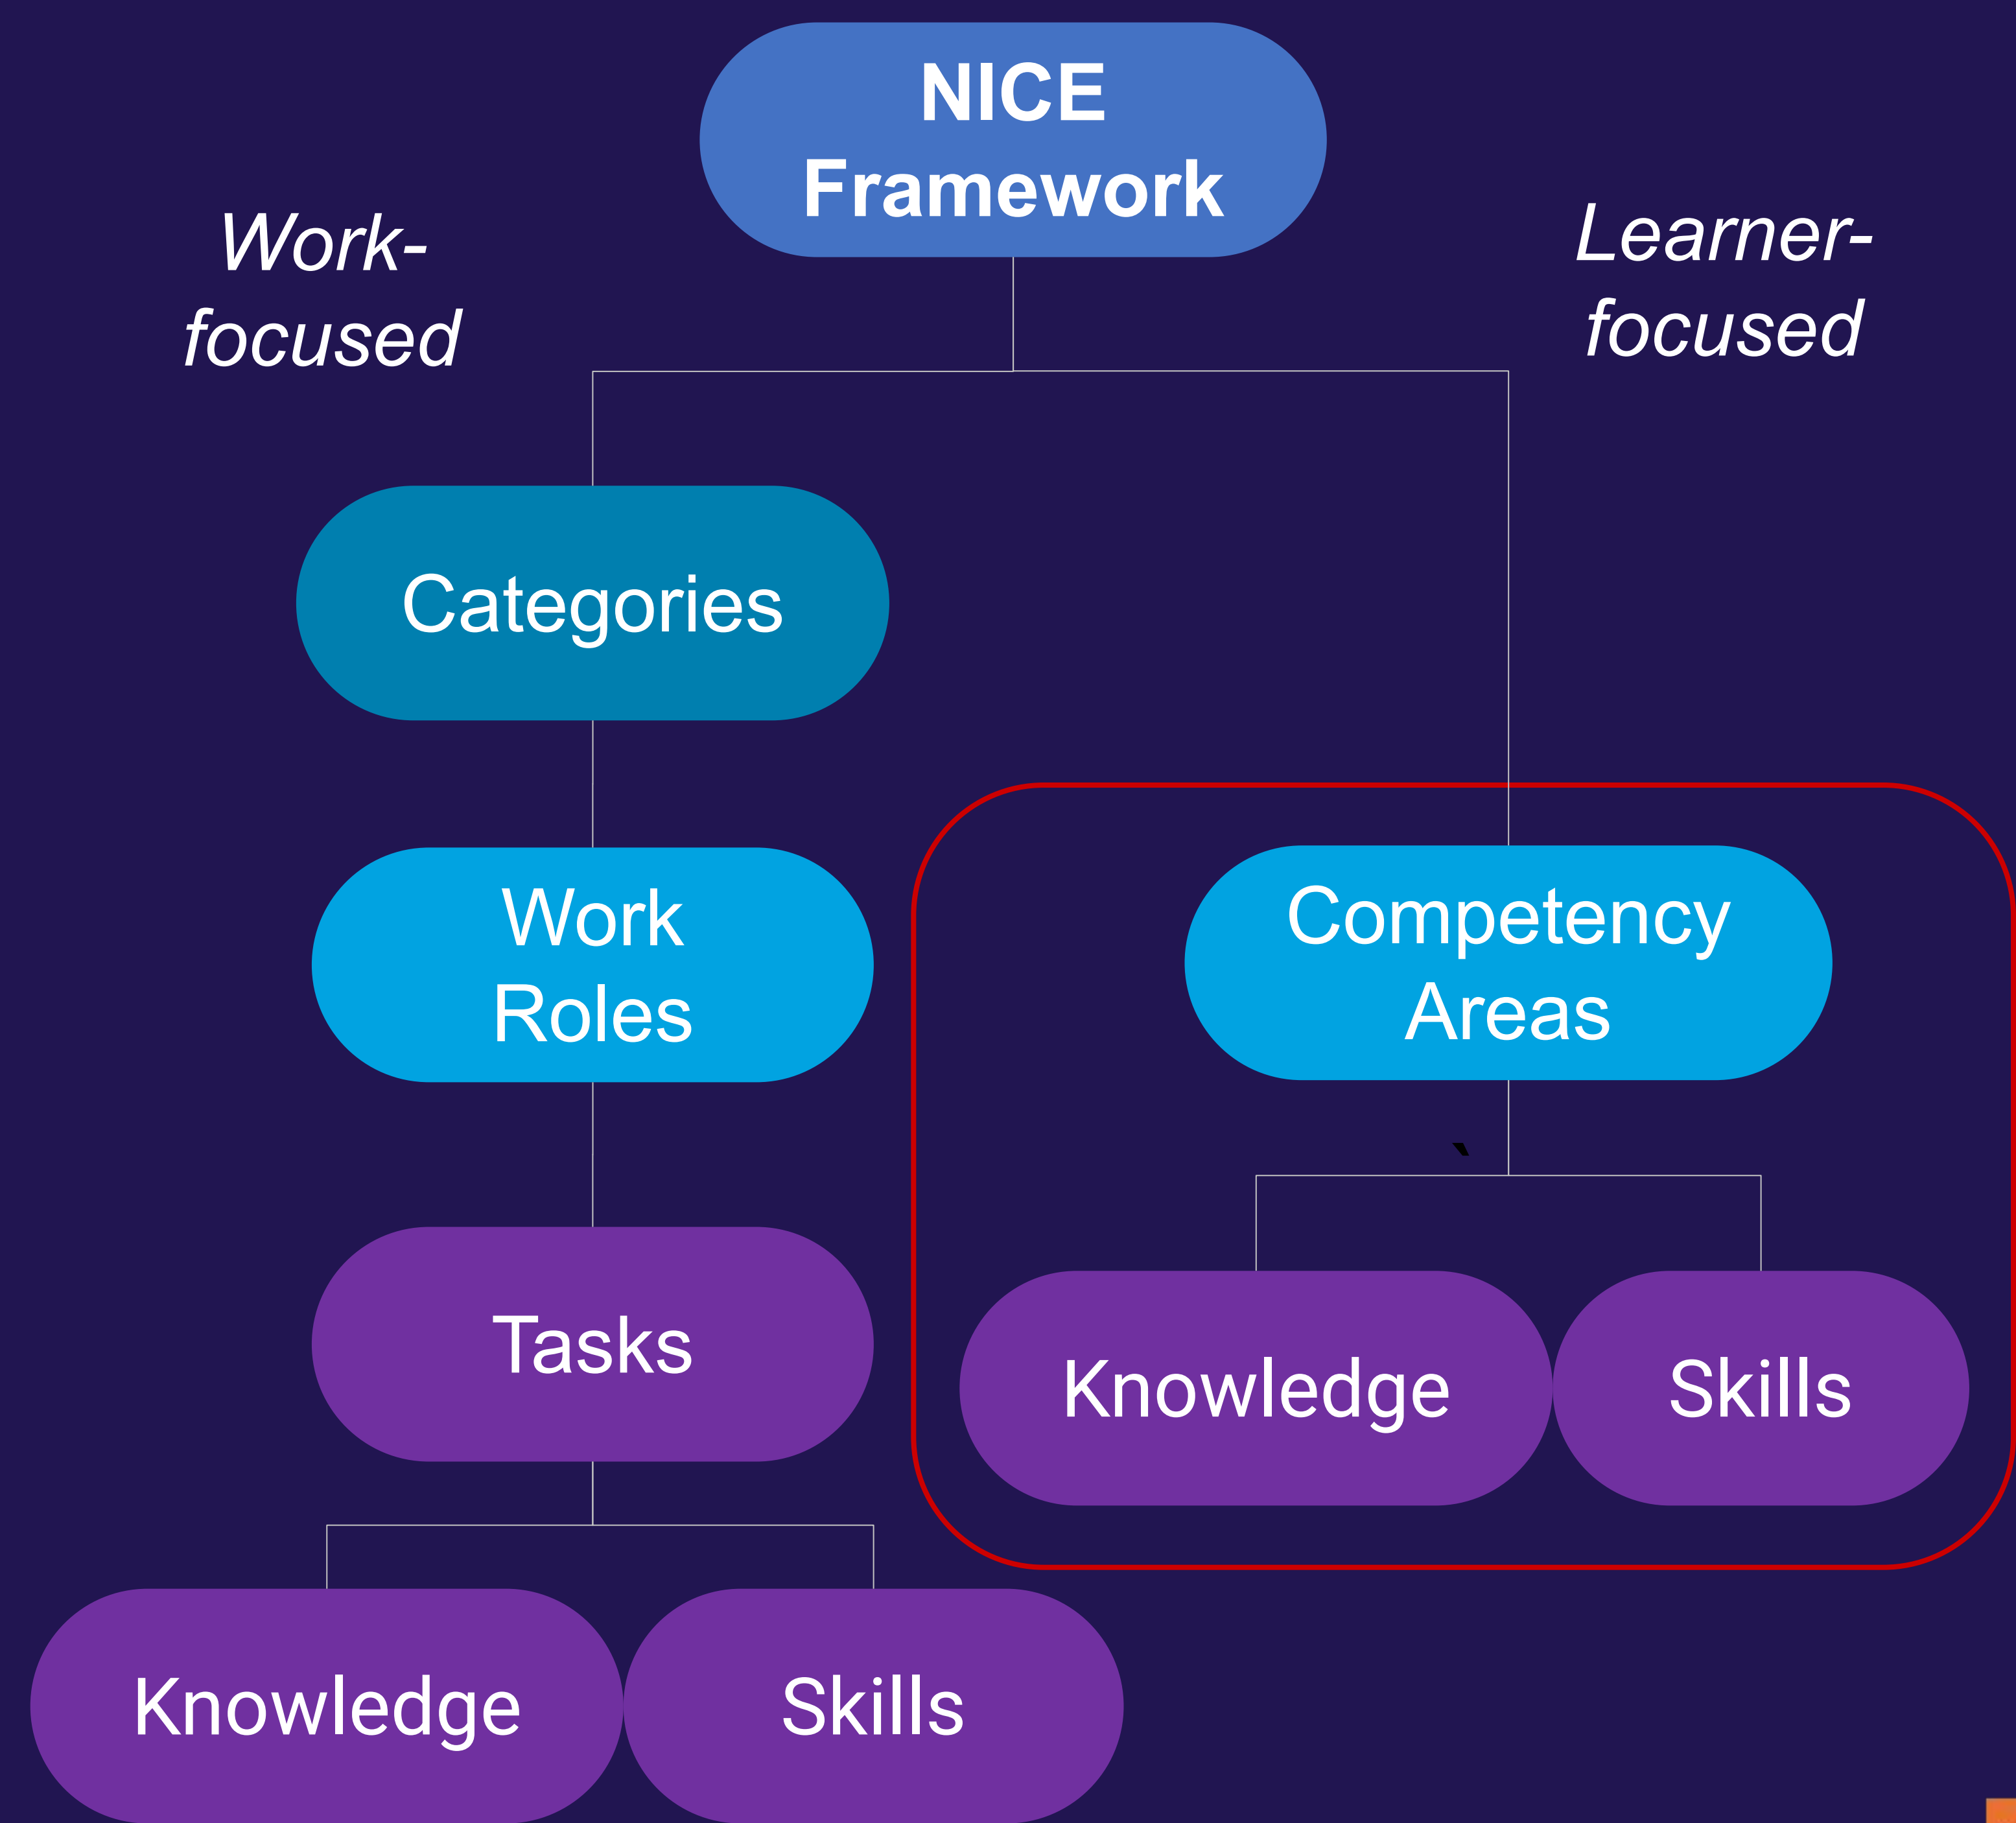 NICE
Framework
Work-
focused
Learner-
focused
Categories
Work
Roles
Competency
Areas
`
Tasks
Knowledge
Skills
Knowledge
Skills